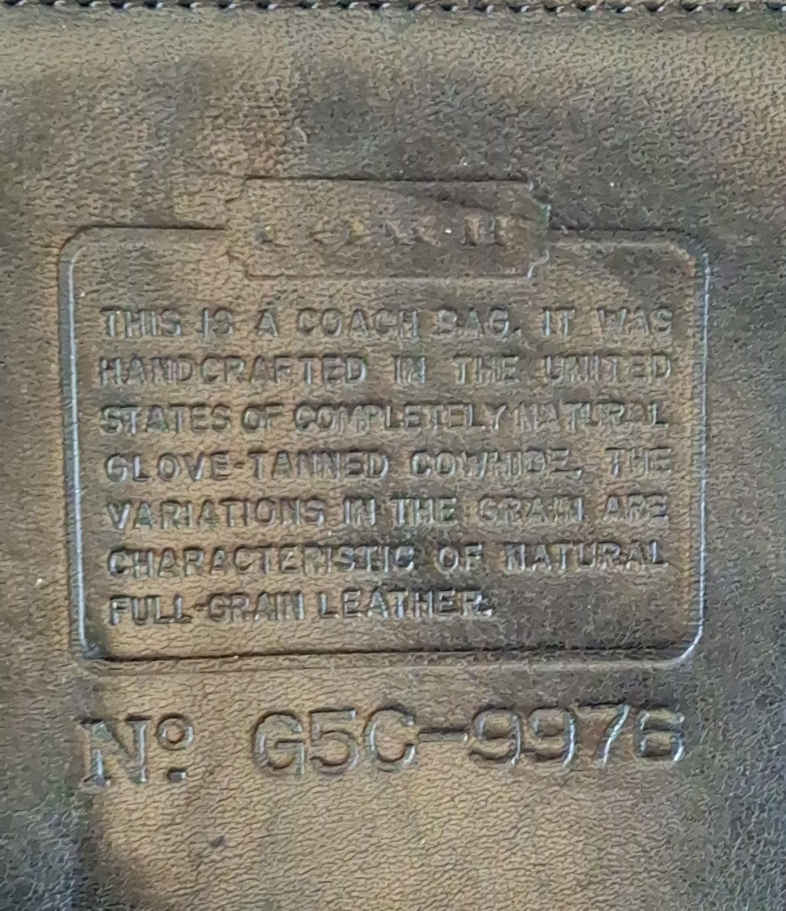 COACH
THIS IS A COACH BAG. IT WAS
HANDCRAFTED IN THE UNITED
STATES OF COMPLETELY NATURAL
GLOVE-TANNED COWHIDE. THE
VARIATIONS IN THE GRAIN ARE
CHARACTERISTIC OF NATURAL
FULL-GRAIN LEATHER.
Nº G5C-9976